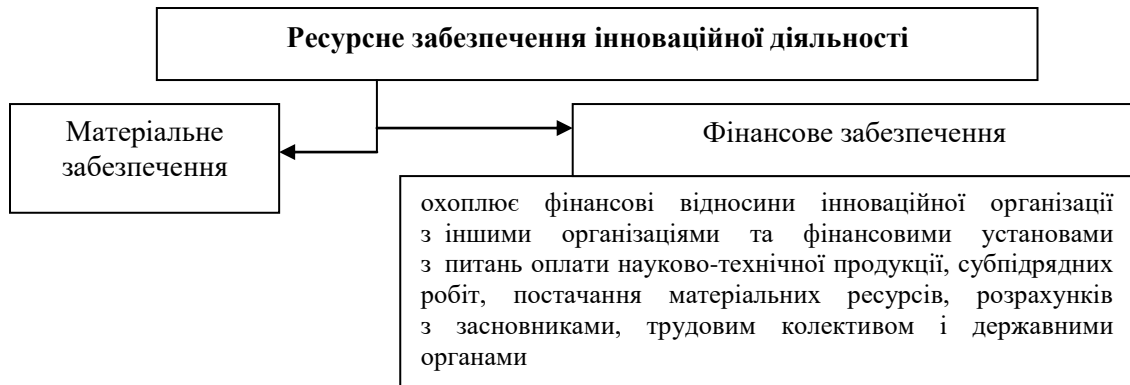 Ресурсне забезпечення інноваційної діяльності
Матеріальне
забезпечення
Фінансове забезпечення
охоплює фінансові відносини інноваційної організації
з іншими організаціями та фінансовими установами
з питань оплати науково-технічної продукції, субпідрядних
робіт, постачання матеріальних ресурсів, розрахунків
з засновниками, трудовим колективом і державними
органами